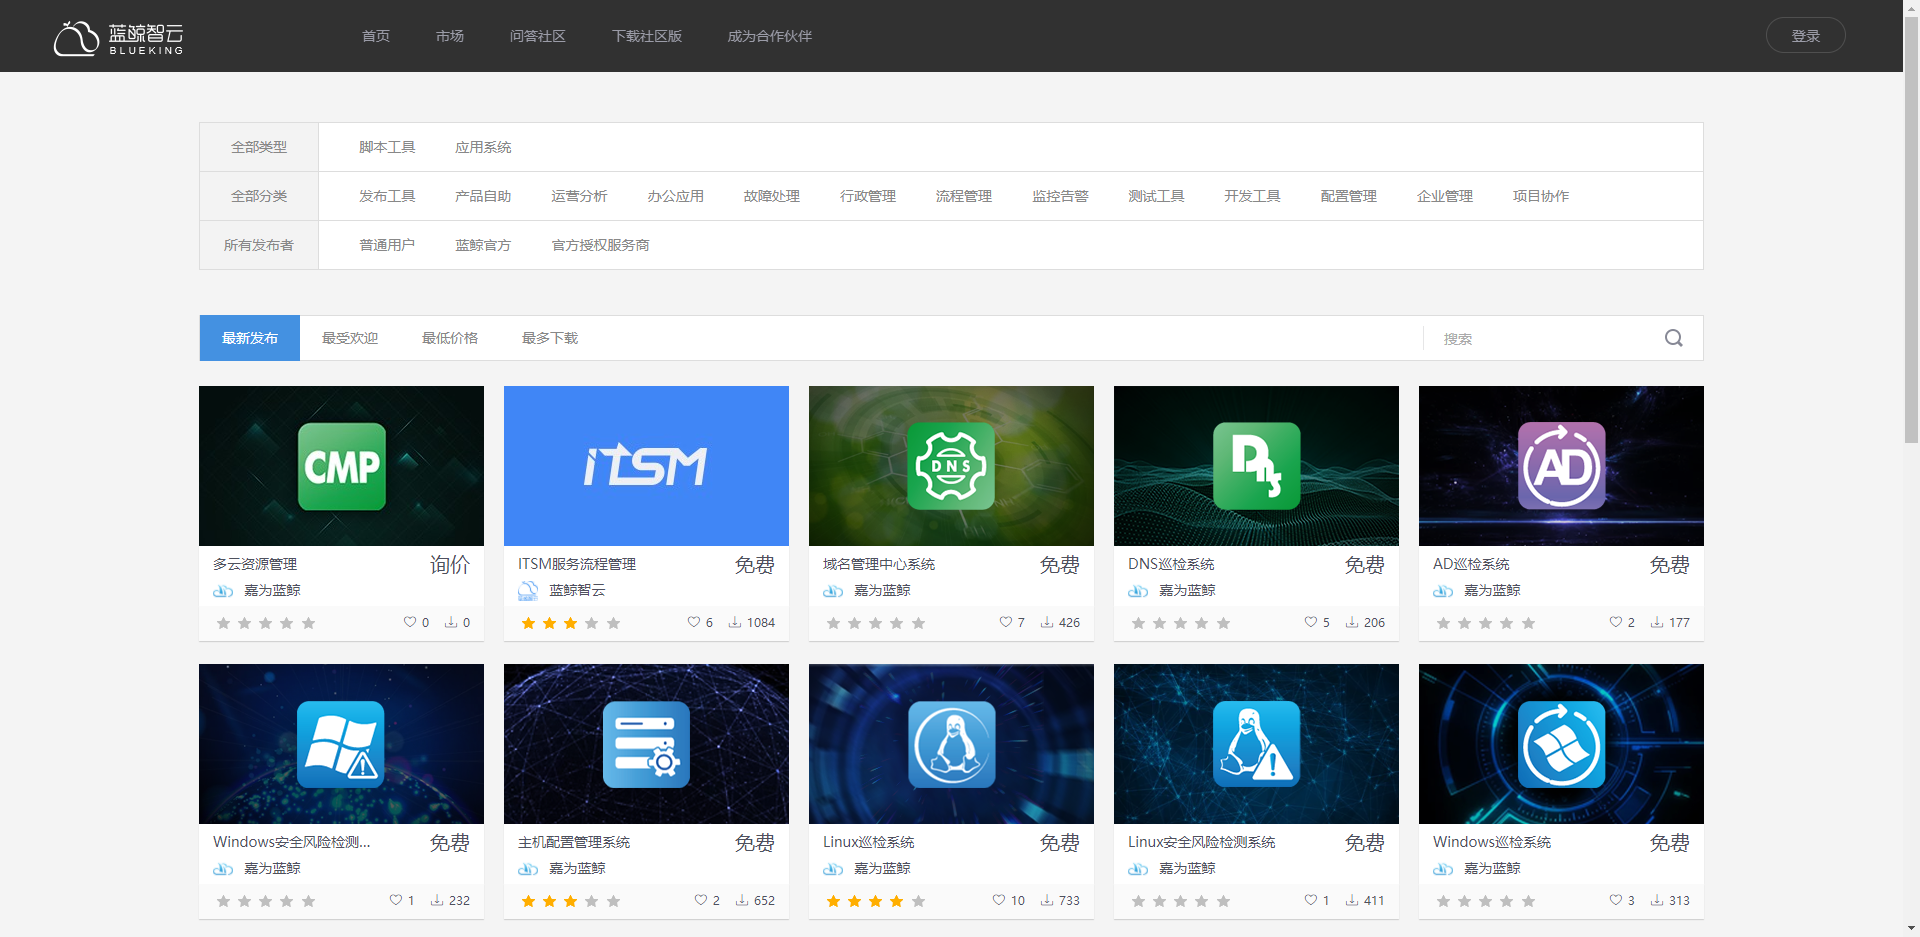 蓝鲸智云
BLUEKING
首页 市场 问答社区 下载社区版 成为合作伙伴 登录
全部类型 脚本工具 应用系统
全部分类 发布工具 产品自助 运营分析 办公应用 故障处理 行政管理 流程管理 监控告警 测试工具 开发工具 配置管理 企业管理 项目协作
所有发布者 普通用户 蓝鲸官方 官方授权服务商
最新发布 最受欢迎 最低价格 最多下载 搜索
CMP
ITSM
DNS
Dns
AD
多云资源管理 询价
嘉为蓝鲸
0 0
ITSM服务流程管理 免费
蓝鲸智云
6 1084
域名管理中心系统 免费
嘉为蓝鲸
7 426
DNS巡检系统 免费
嘉为蓝鲸
5 206
AD巡检系统 免费
嘉为蓝鲸
2 177
Windows安全风险检测... 免费
嘉为蓝鲸
1 232
主机配置管理系统 免费
嘉为蓝鲸
2 652
Linux巡检系统 免费
嘉为蓝鲸
10 733
Linux安全风险检测系统 免费
嘉为蓝鲸
1 411
Windows巡检系统 免费
嘉为蓝鲸
3 313